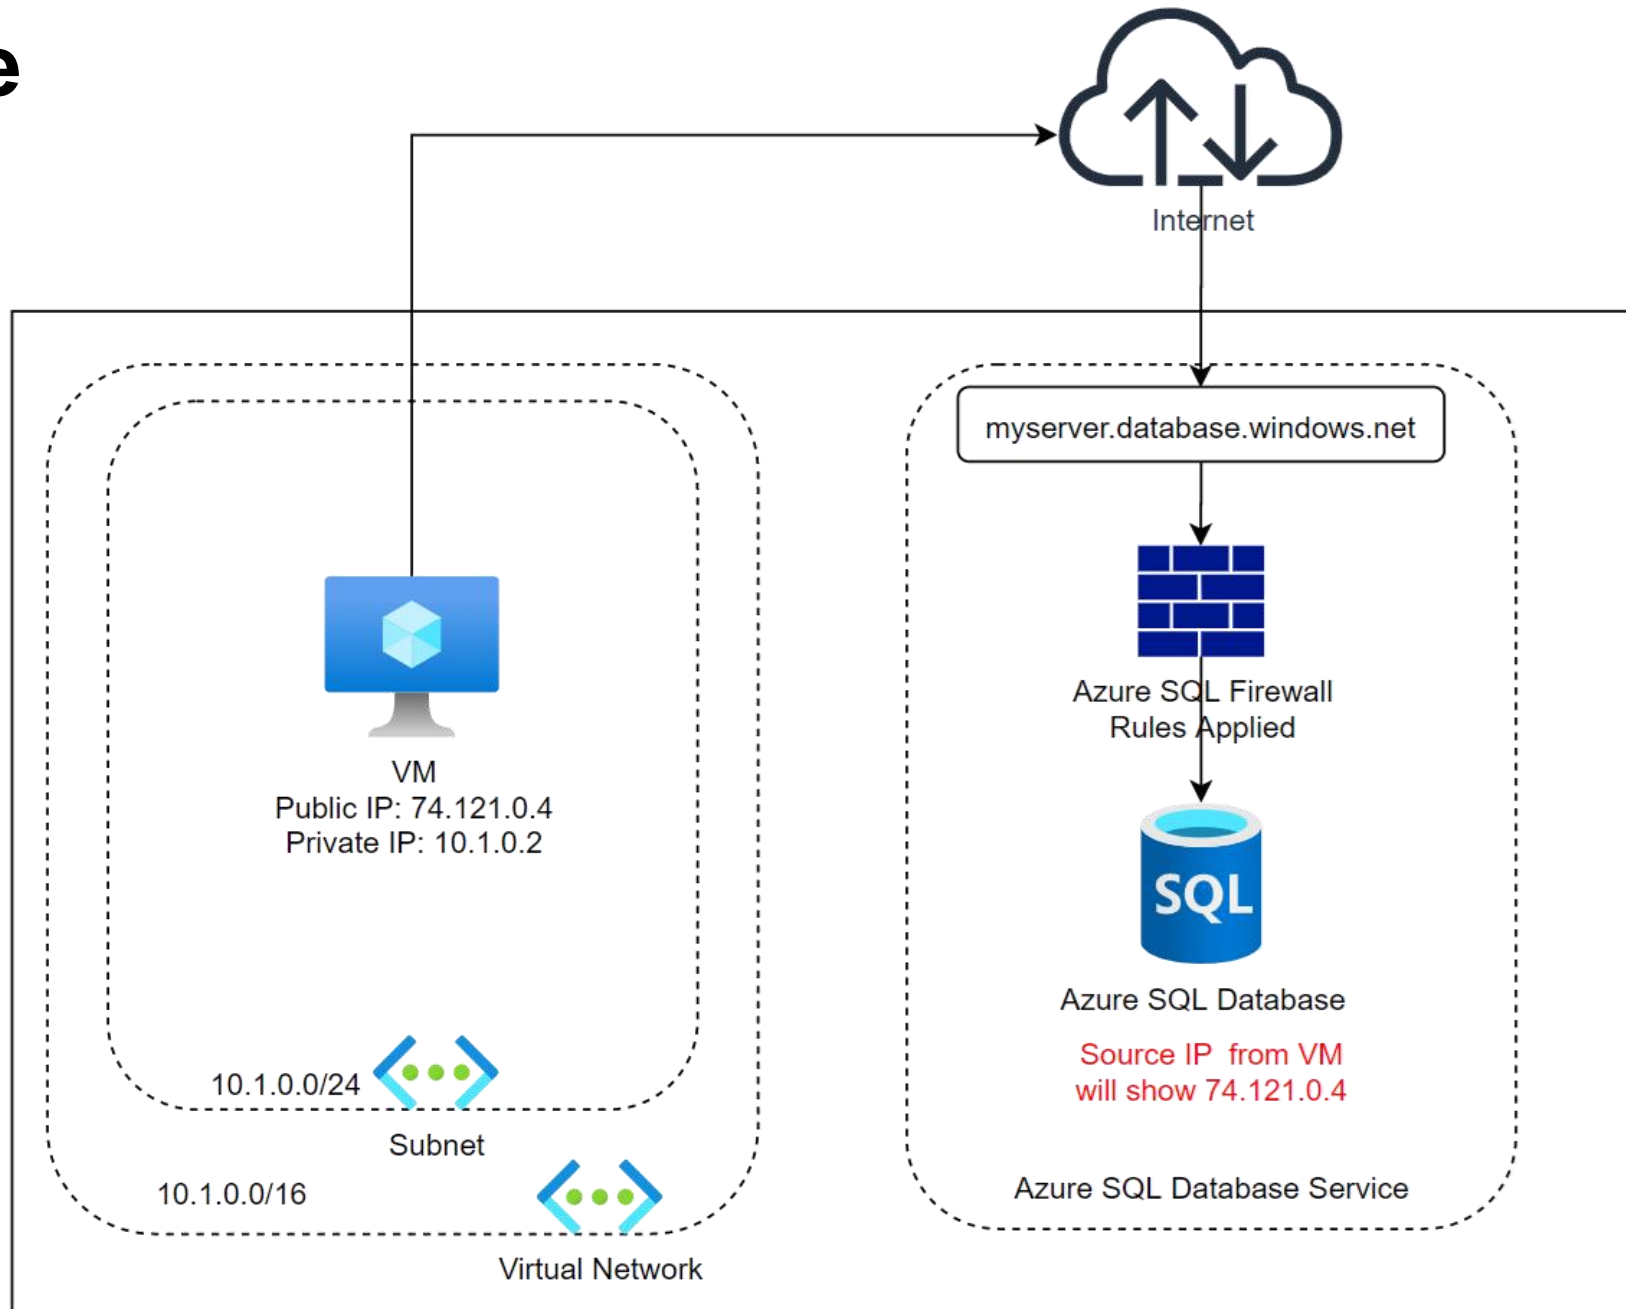 e
Internet
myserver.database.windows.net
Azure SQL Firewall
Rules Applied
VM
Public IP: 74.121.0.4
Private IP: 10.1.0.2
SQL
Azure SQL Database
Source IP from VM
will show 74.121.0.4
10.1.0.0/24
Subnet
10.1.0.0/16
Azure SQL Database Service
Virtual Network